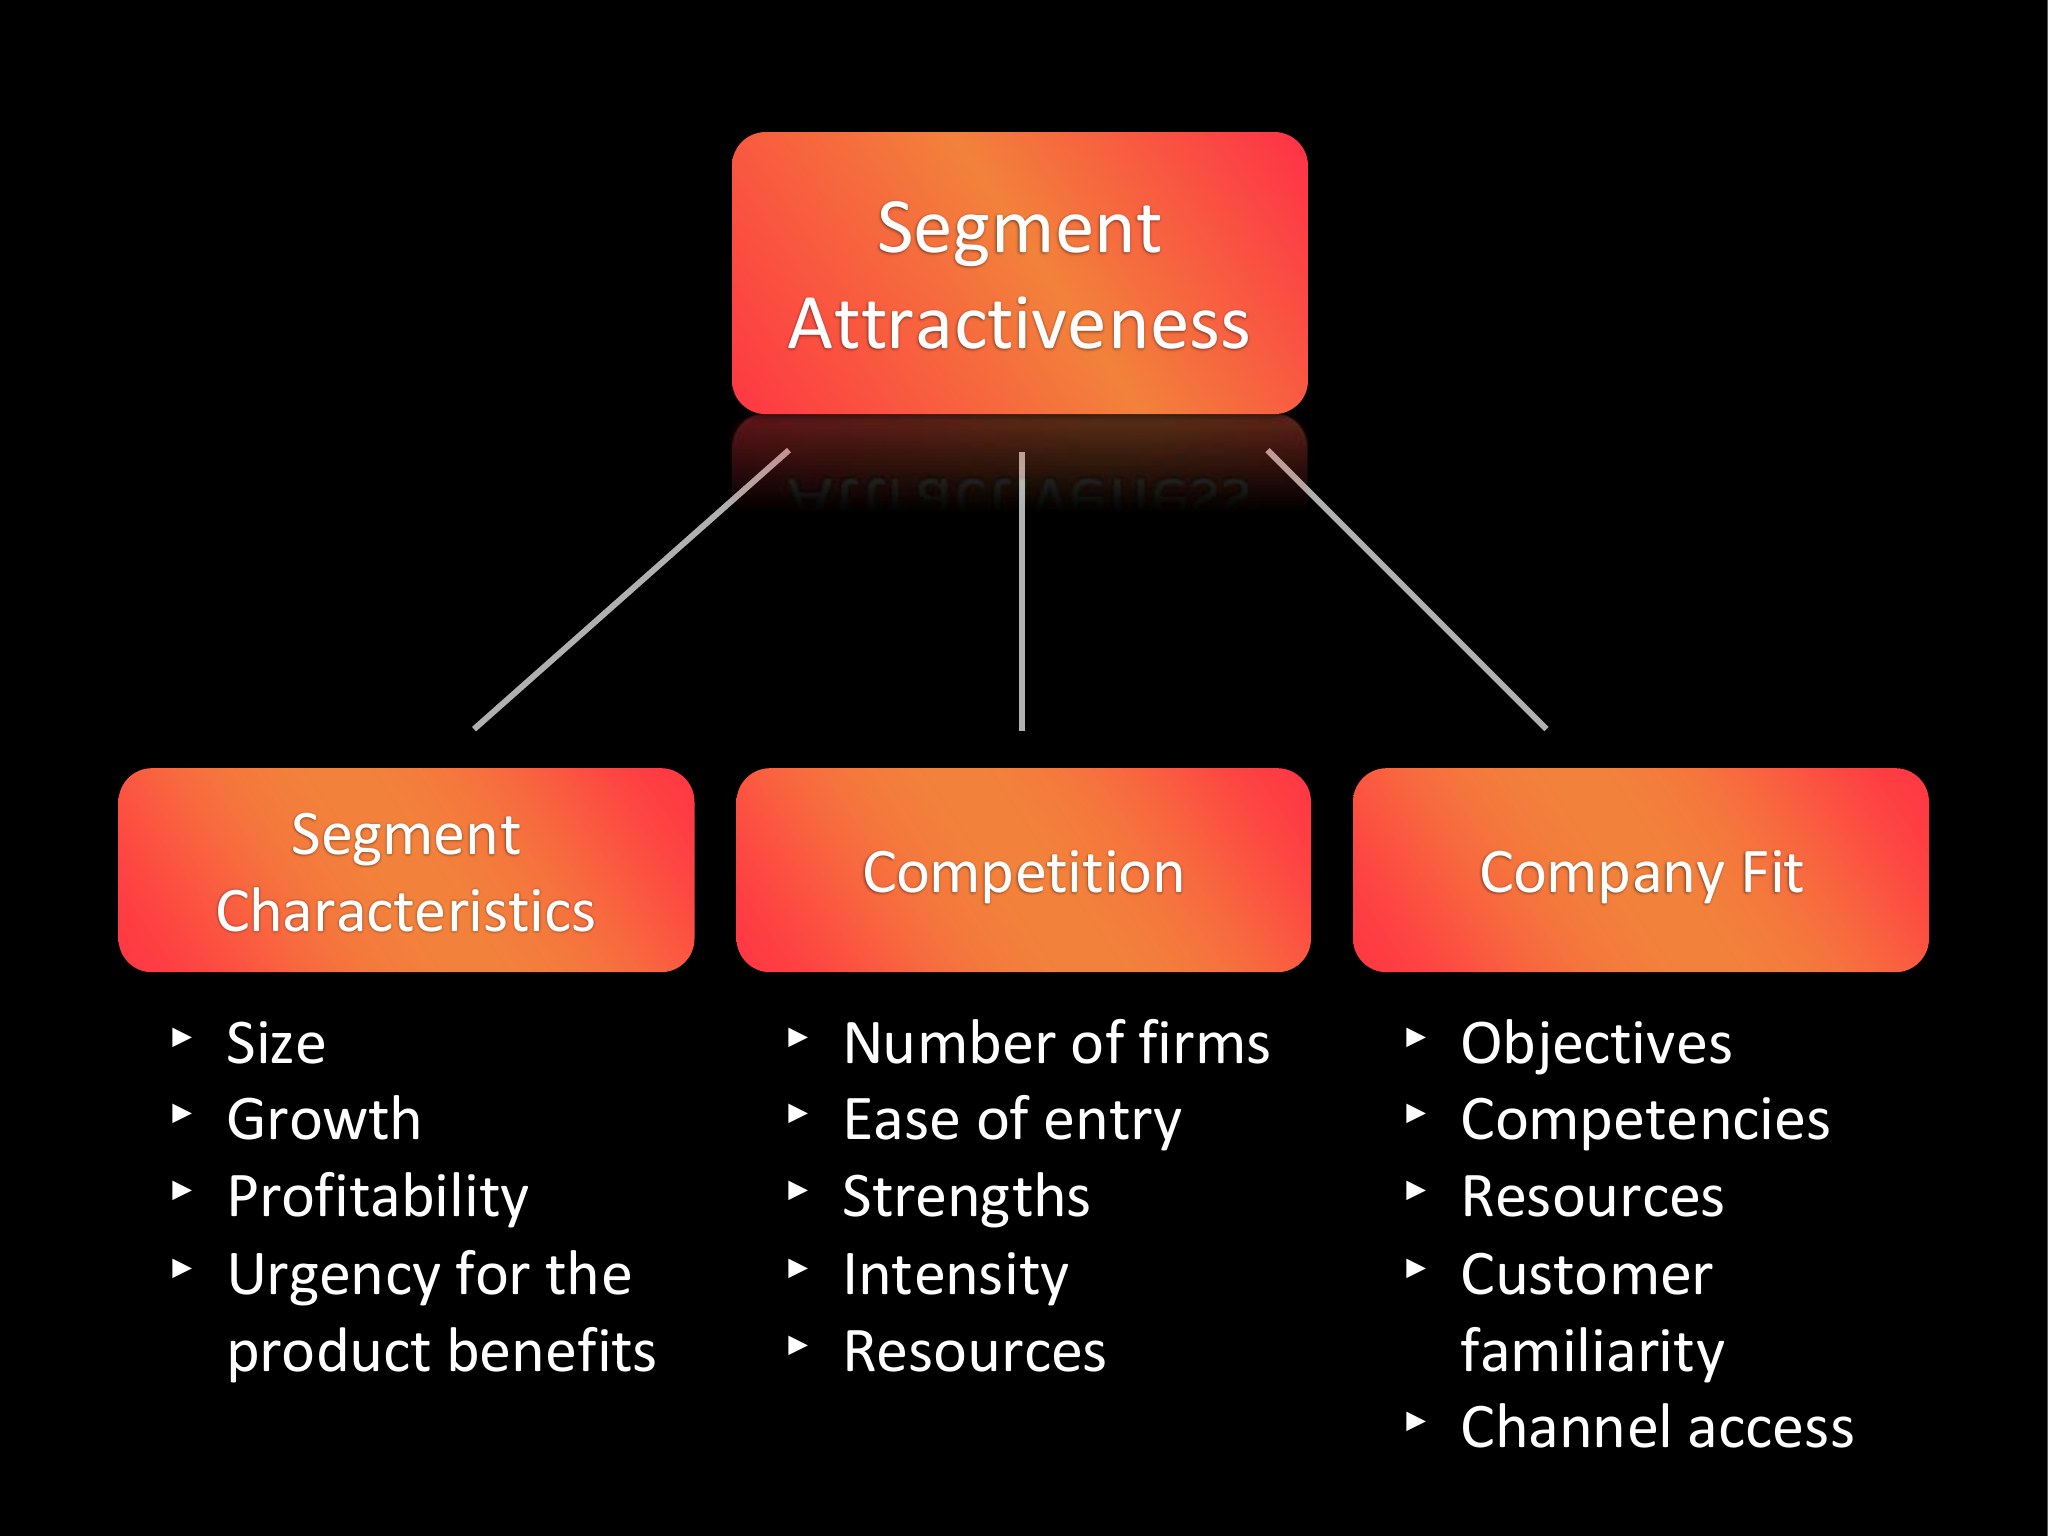 Segment
Attractiveness
Segment
Characteristics
Competition
Company Fit
▸ Size
▸ Growth
▸ Profitability
▸ Urgency for the
product benefits
▸ Number of firms
▸ Ease of entry
▸ Strengths
▸ Intensity
▸ Resources
▸ Objectives
▸ Competencies
▸ Resources
▸ Customer
familiarity
▸ Channel access